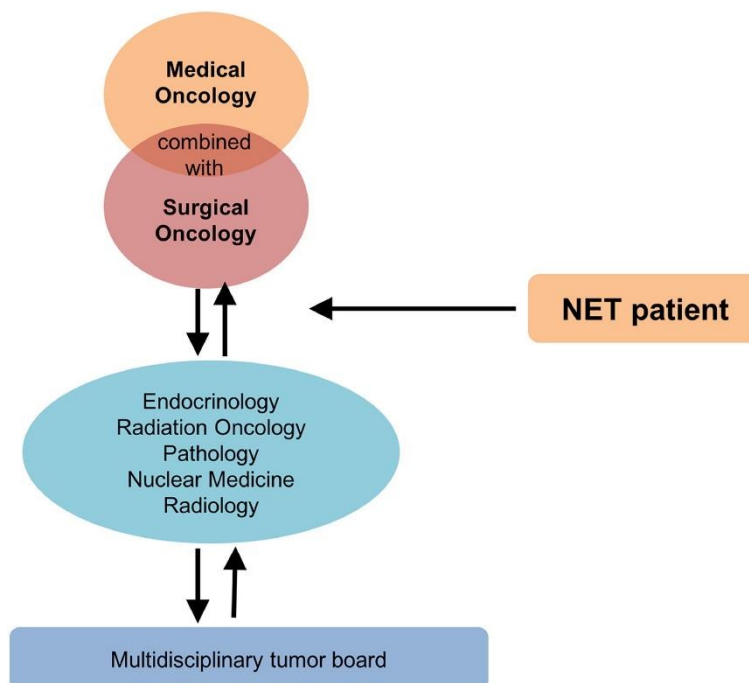 Medical
Oncology
combined
with
Surgical
Oncology
NET patient
Endocrinology
Radiation Oncology
Pathology
Nuclear Medicine
Radiology
Multidisciplinary tumor board